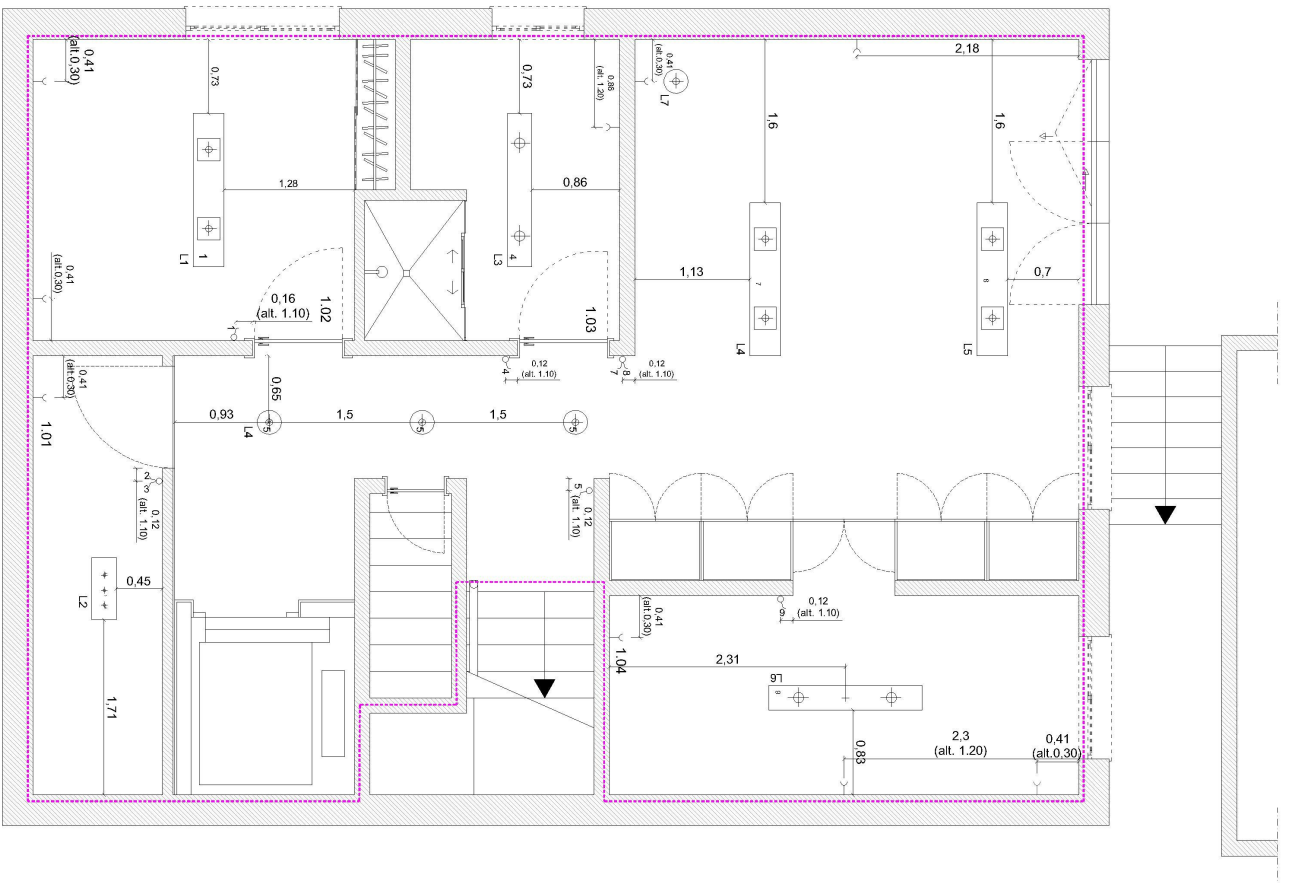 0,41
(alt.0,30)
0,73
0,73
0,86
(alt. 1.20)
0,41
(alt.0,30)
L7
2,18
1,6
1,6
1,28
0,86
L1
1
L3
4
1,13
7
L4
6
L5
0,7
0,41
(alt.0,30)
0,16
(alt. 1.10)
1
1.02
1.03
0,41
(alt.0,30)
1.01
0,65
4
0,12
(alt. 1.10)
7
8
0,12
(alt. 1.10)
0,93
5
L4
1,5
5
1,5
5
2
3
0,12
(alt. 1.10)
5
0,12
(alt. 1.10)
L2
0,45
1,71
9
0,12
(alt. 1.10)
0,41
(alt.0,30)
1.04
2,31
L6
8
0,83
2,3
(alt. 1.20)
0,41
(alt.0,30)